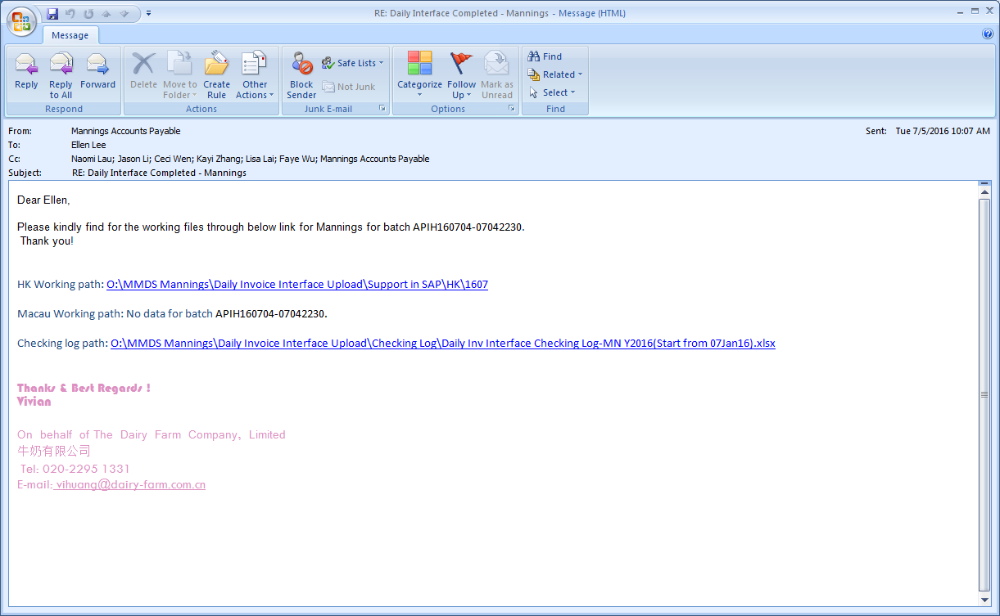 RE: Daily Interface Completed - Mannings - Message (HTML)
Message
Reply
Reply to All
Forward
Respond
Delete
Move to Folder
Create Rule
Other Actions
Actions
Block Sender
Safe Lists
Not Junk
Junk E-mail
Categorize
Follow Up
Mark as Unread
Options
Find
Related
Select
Find
From: Mannings Accounts Payable
Sent: Tue 7/5/2016 10:07 AM
To: Ellen Lee
Cc: Naomi Lau; Jason Li; Ceci Wen; Kayi Zhang; Lisa Lai; Faye Wu; Mannings Accounts Payable
Subject: RE: Daily Interface Completed - Mannings
Dear Ellen,
Please kindly find for the working files through below link for Mannings for batch APIH160704-07042230.
Thank you!
HK Working path: O:\MMDS Mannings\Daily Invoice Interface Upload\Support in SAP\HK\1607
Macau Working path: No data for batch APIH160704-07042230.
Checking log path: O:\MMDS Mannings\Daily Invoice Interface Upload\Checking Log\Daily Inv Interface Checking Log-MN Y2016(Start from 07Jan16).xlsx
Thanks & Best Regards !
Vivian
On behalf of The Dairy Farm Company, Limited
牛奶有限公司
Tel: 020-2295 1331
E-mail: vihuang@dairy-farm.com.cn